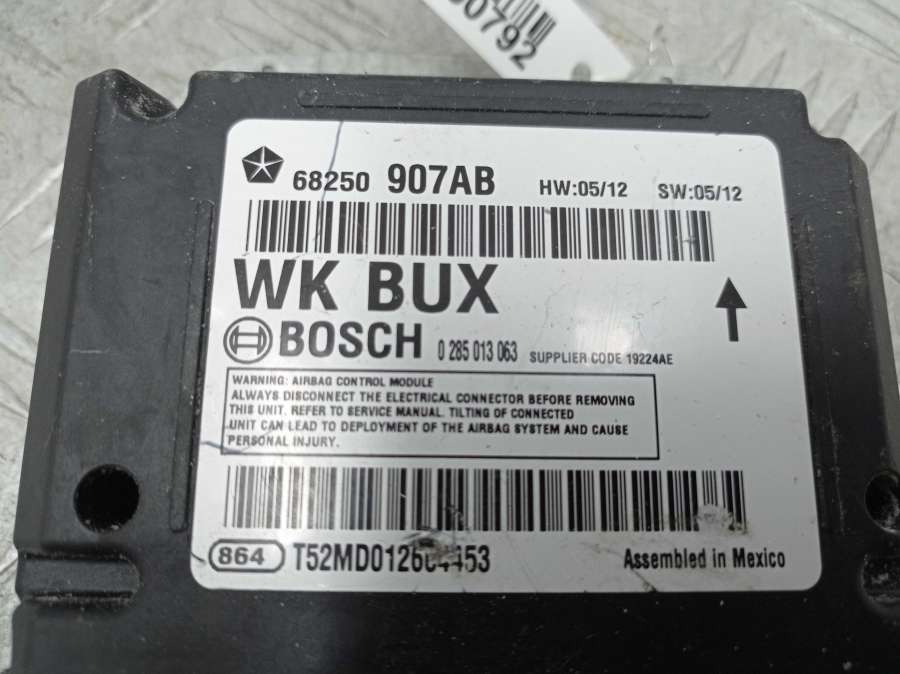 68250 907AB HW:05/12 SW:05/12
WK BUX
BOSCH 0 285 013 063 SUPPLIER CODE 19224AE
WARNING: AIRBAG CONTROL MODULE
ALWAYS DISCONNECT THE ELECTRICAL CONNECTOR BEFORE REMOVING
THIS UNIT. REFER TO SERVICE MANUAL. TILTING OF CONNECTED
UNIT CAN LEAD TO DEPLOYMENT OF THE AIRBAG SYSTEM AND CAUSE
PERSONAL INJURY.
864 Assembled in Mexico